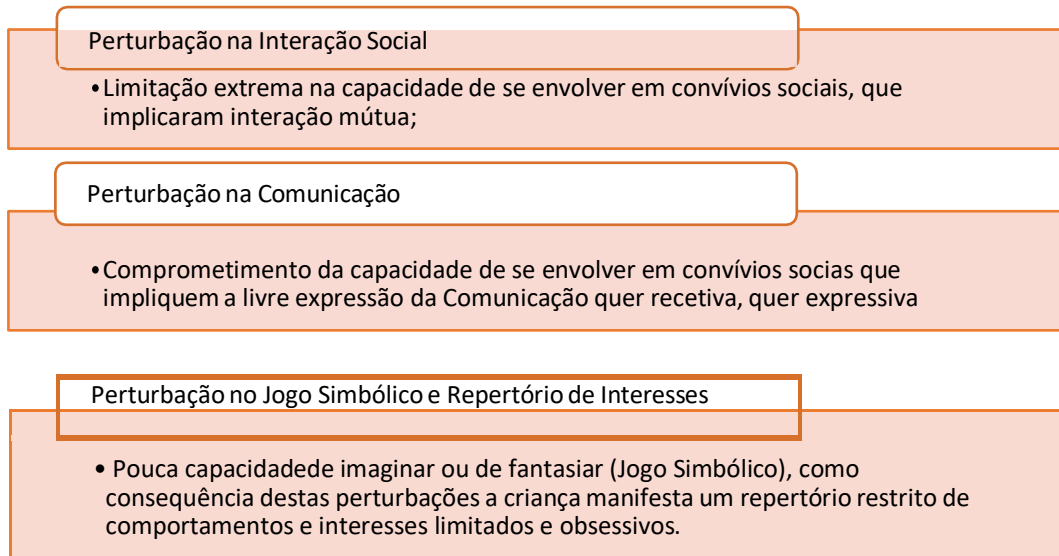 Perturbação na Interação Social
•Limitação extrema na capacidade de se envolver em convívios sociais, que
implicaram interação mútua;
Perturbação na Comunicação
•Comprometimento da capacidade de se envolver em convívios socias que
impliquem a livre expressão da Comunicação quer recetiva, quer expressiva
Perturbação no Jogo Simbólico e Repertório de Interesses
• Pouca capacidadede imaginar ou de fantasiar (Jogo Simbólico), como
consequência destas perturbações a criança manifesta um repertório restrito de
comportamentos e interesses limitados e obsessivos.